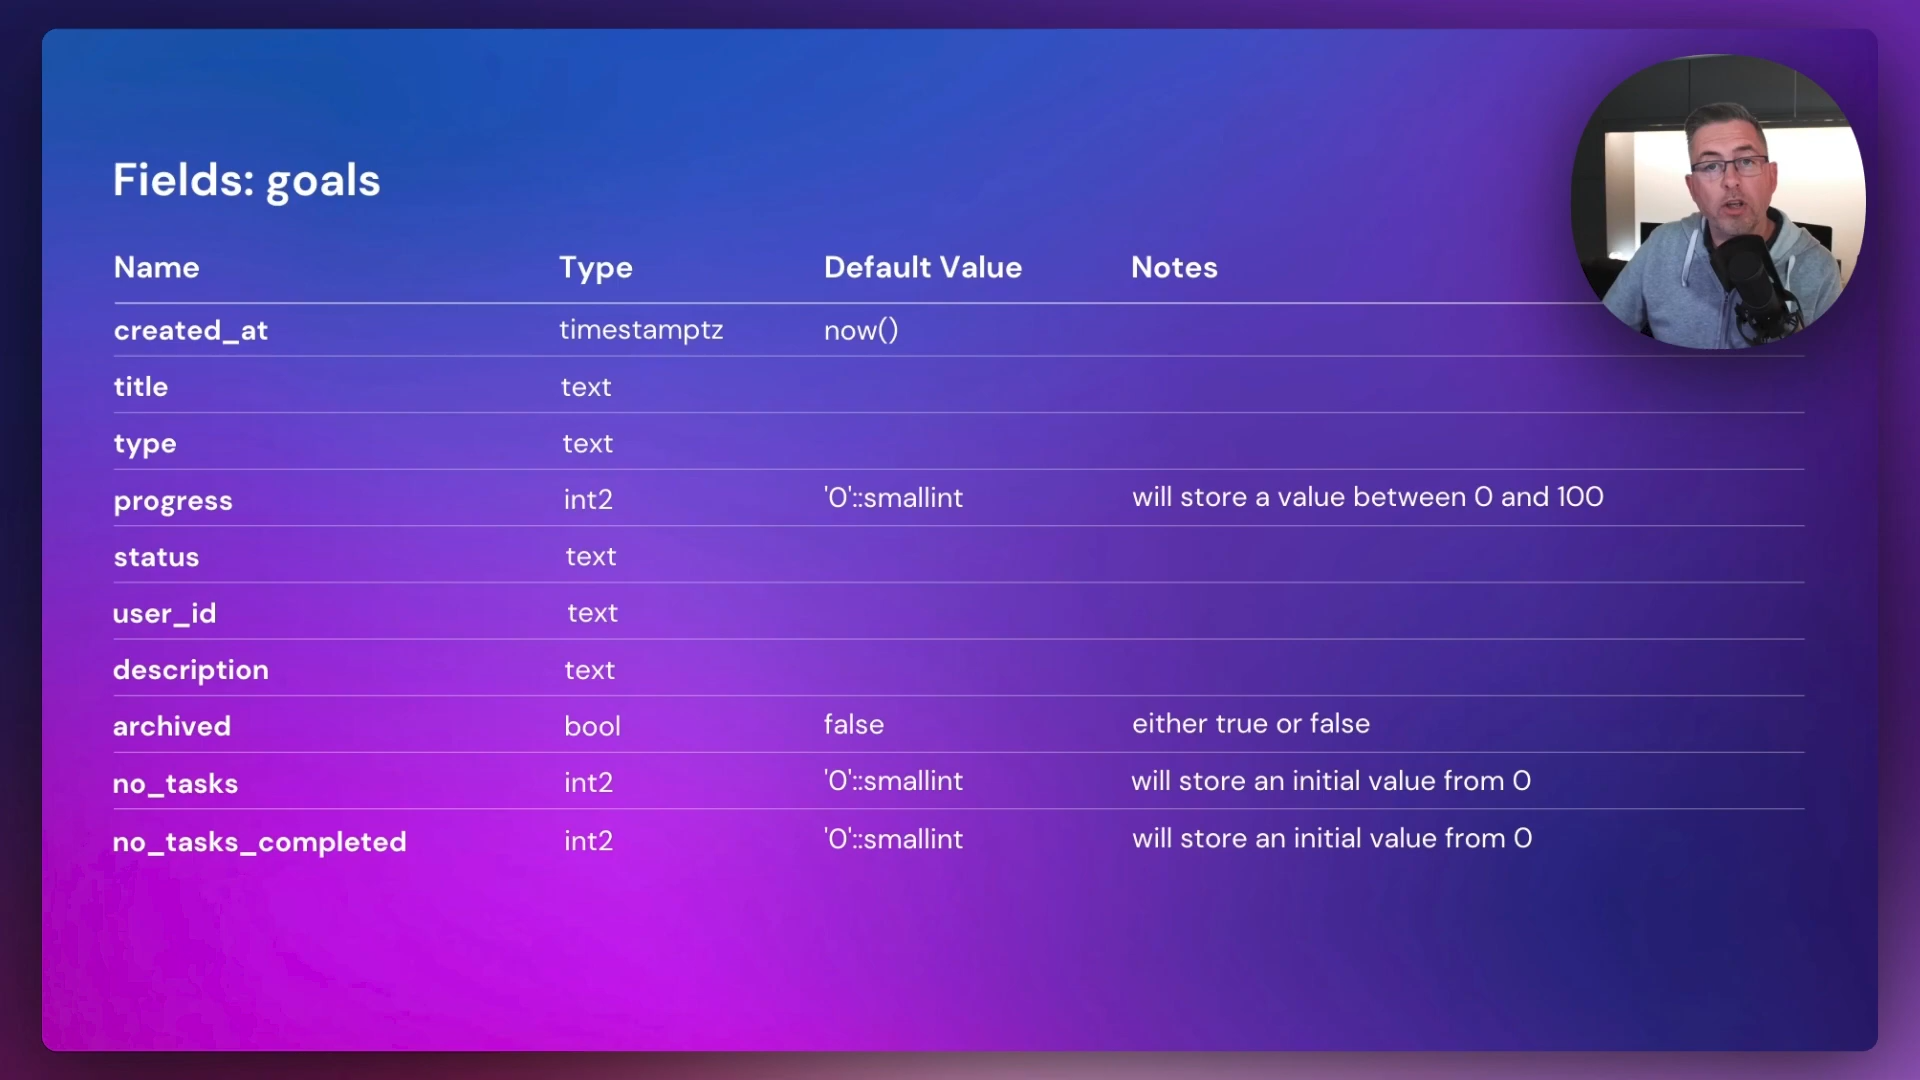 Fields: goals
Name Type Default Value Notes
created_at timestamptz now()
title text
type text
progress int2 '0'::smallint will store a value between 0 and 100
status text
user_id text
description text
archived bool false either true or false
no_tasks int2 '0'::smallint will store an initial value from 0
no_tasks_completed int2 '0'::smallint will store an initial value from 0